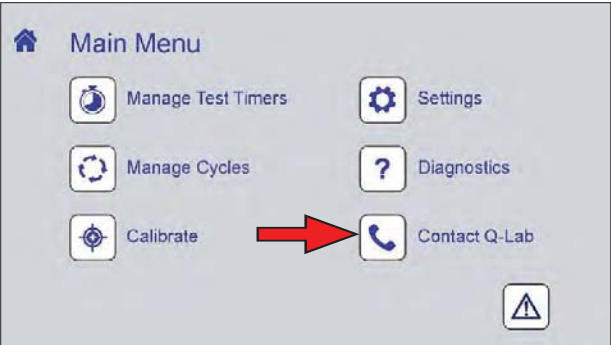 Main Menu
Manage Test Timers
Settings
Manage Cycles
? Diagnostics
Calibrate
Contact Q-Lab